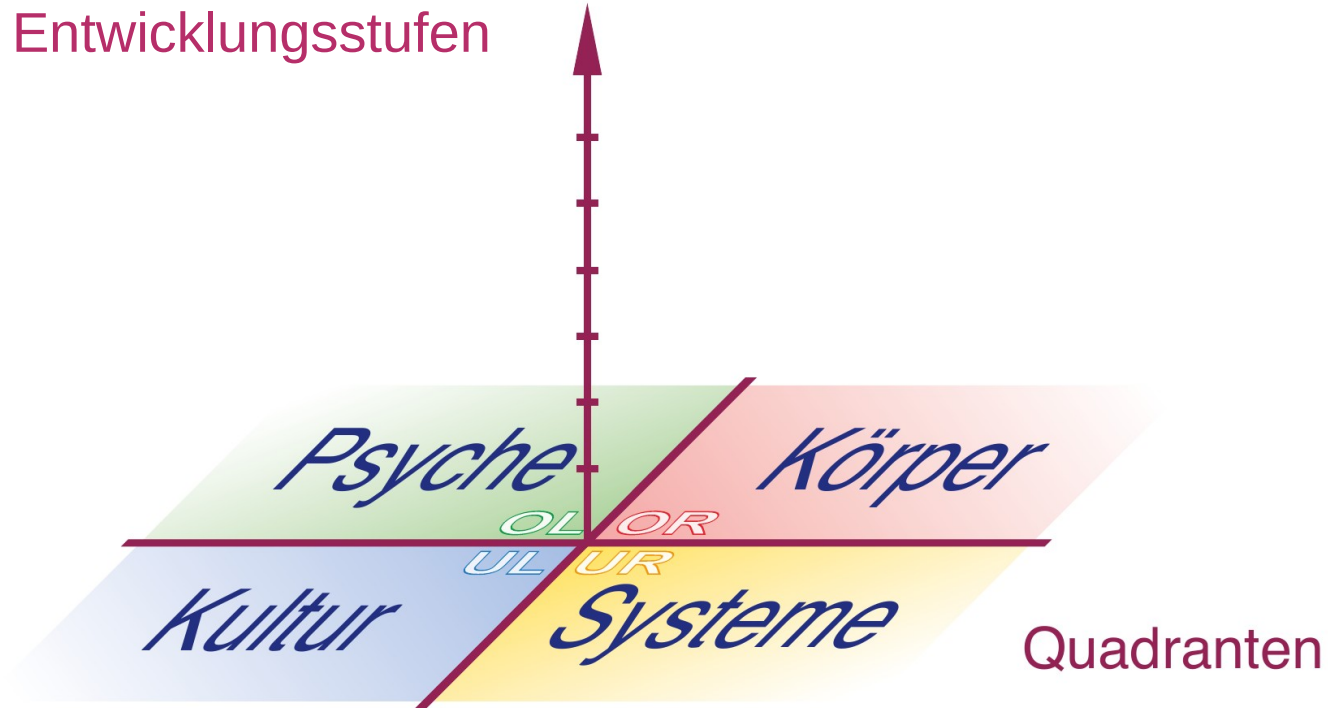 Entwicklungsstufen
Psyche
Körper
OL OR
UL UR
Kultur
Systeme
Quadranten